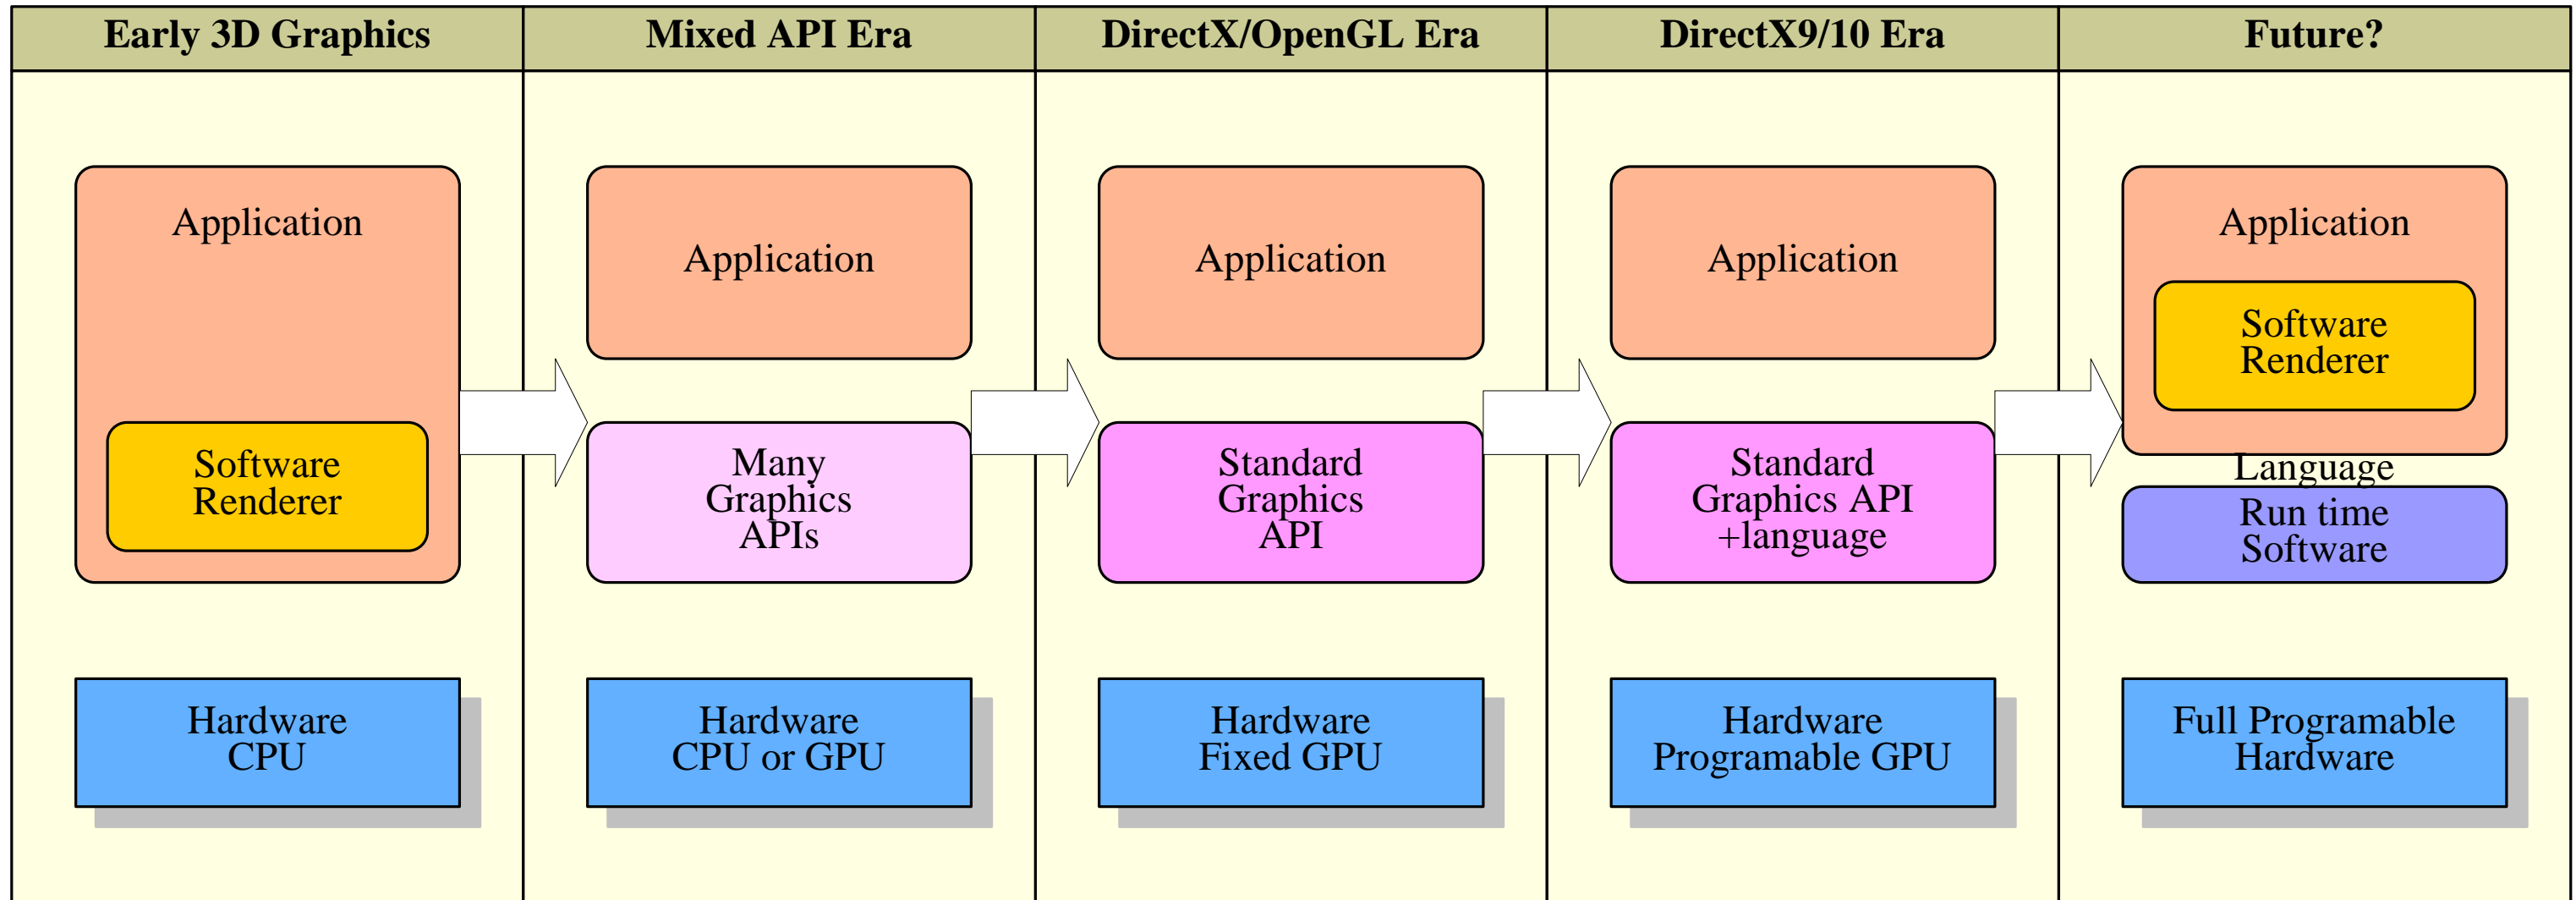 Early 3D Graphics
Mixed API Era
DirectX/OpenGL Era
DirectX9/10 Era
Future?
Application
Software
Renderer
Hardware
CPU
Application
Many
Graphics
APIs
Hardware
CPU or GPU
Application
Standard
Graphics
API
Hardware
Fixed GPU
Application
Standard
Graphics API
+language
Hardware
Programable GPU
Application
Software
Renderer
Language
Run time
Software
Full Programable
Hardware